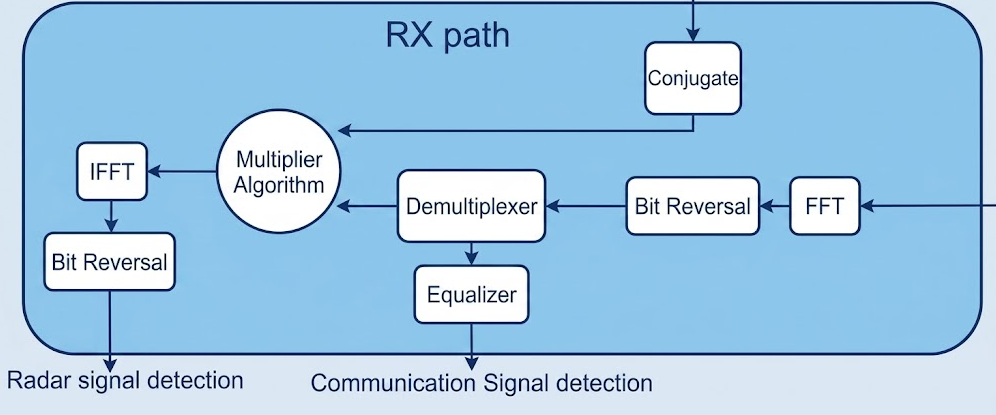 RX path
Conjugate
Multiplier
Algorithm
IFFT
Demultiplexer
Bit Reversal
FFT
Bit Reversal
Equalizer
Radar signal detection
Communication Signal detection